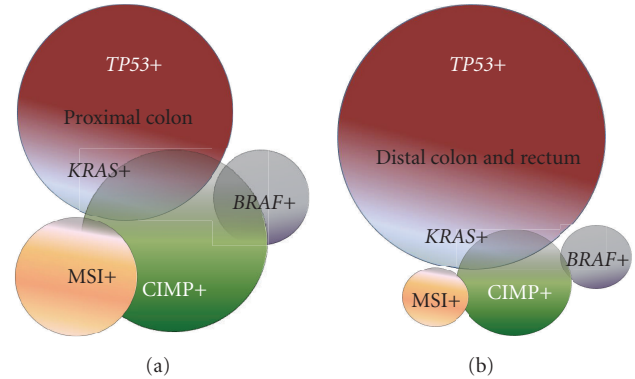 TP53+
Proximal colon
KRAS+
BRAF+
MSI+
CIMP+
(a)
TP53+
Distal colon and rectum
KRAS+
BRAF+
MSI+
CIMP+
(b)